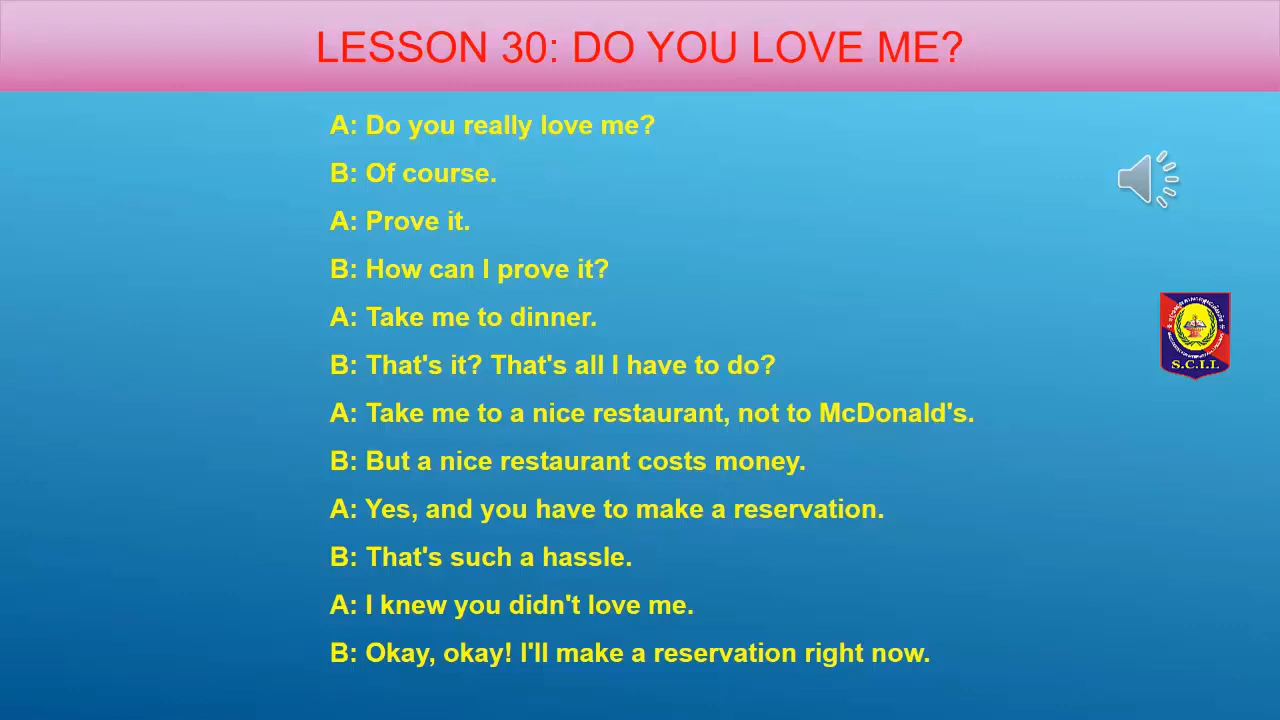 LESSON 30: DO YOU LOVE ME?
A: Do you really love me?
B: Of course.
A: Prove it.
B: How can I prove it?
A: Take me to dinner.
B: That's it? That's all I have to do?
A: Take me to a nice restaurant, not to McDonald's.
B: But a nice restaurant costs money.
A: Yes, and you have to make a reservation.
B: That's such a hassle.
A: I knew you didn't love me.
B: Okay, okay! I'll make a reservation right now.
S.C.I.L